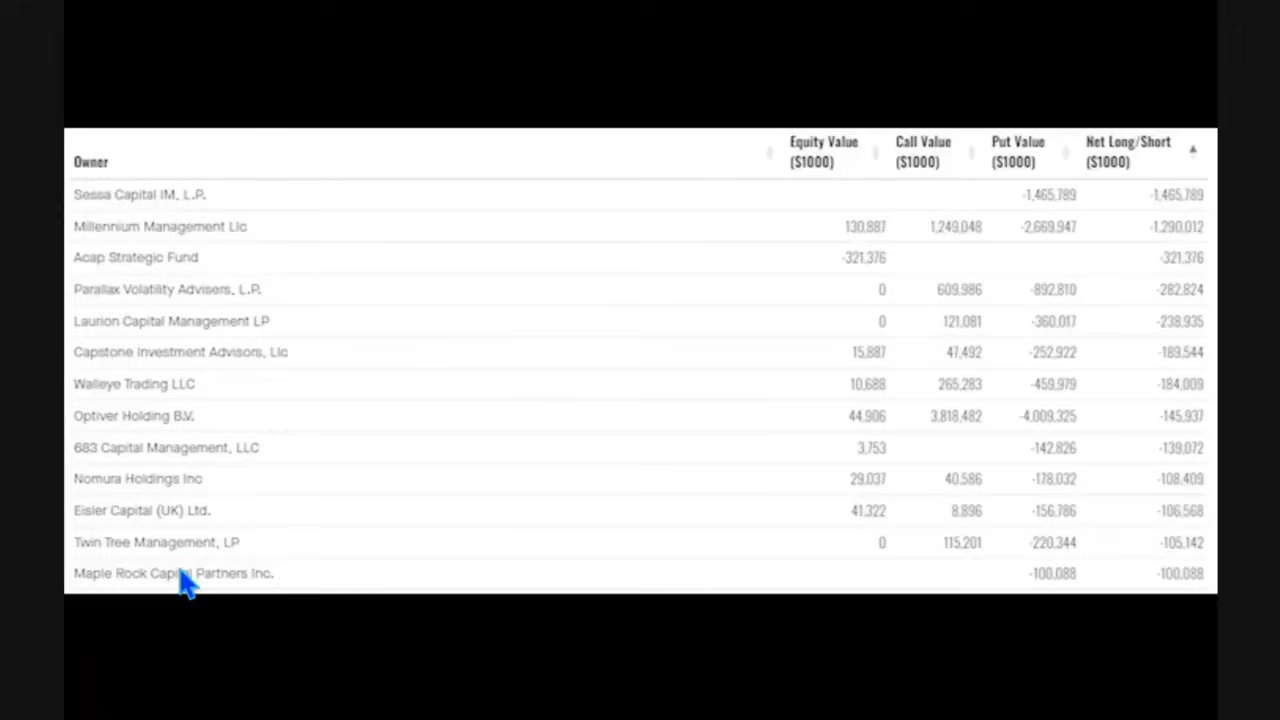 Owner Equity Value ($1000) Call Value ($1000) Put Value ($1000) Net Long/Short ($1000)
Sessa Capital IM, L.P. -1,465,789 -1,465,789
Millennium Management Llc 130,887 1,249,048 -2,669,947 -1,290,012
Acap Strategic Fund -321,376 -321,376
Parallax Volatility Advisers, L.P. 0 609,986 -892,810 -282,824
Laurion Capital Management LP 0 121,081 -360,017 -238,935
Capstone Investment Advisors, Llc 15,887 47,492 -252,922 -189,544
Walleye Trading LLC 10,688 265,283 -459,979 -184,009
Optiver Holding B.V. 44,906 3,818,482 -4,009,325 -145,937
683 Capital Management, LLC 3,753 -142,826 -139,072
Nomura Holdings Inc 29,037 40,586 -178,032 -108,409
Eisler Capital (UK) Ltd. 41,322 8,896 -156,786 -106,568
Twin Tree Management, LP 0 115,201 -220,344 -105,142
Maple Rock Capital Partners Inc. -100,088 -100,088